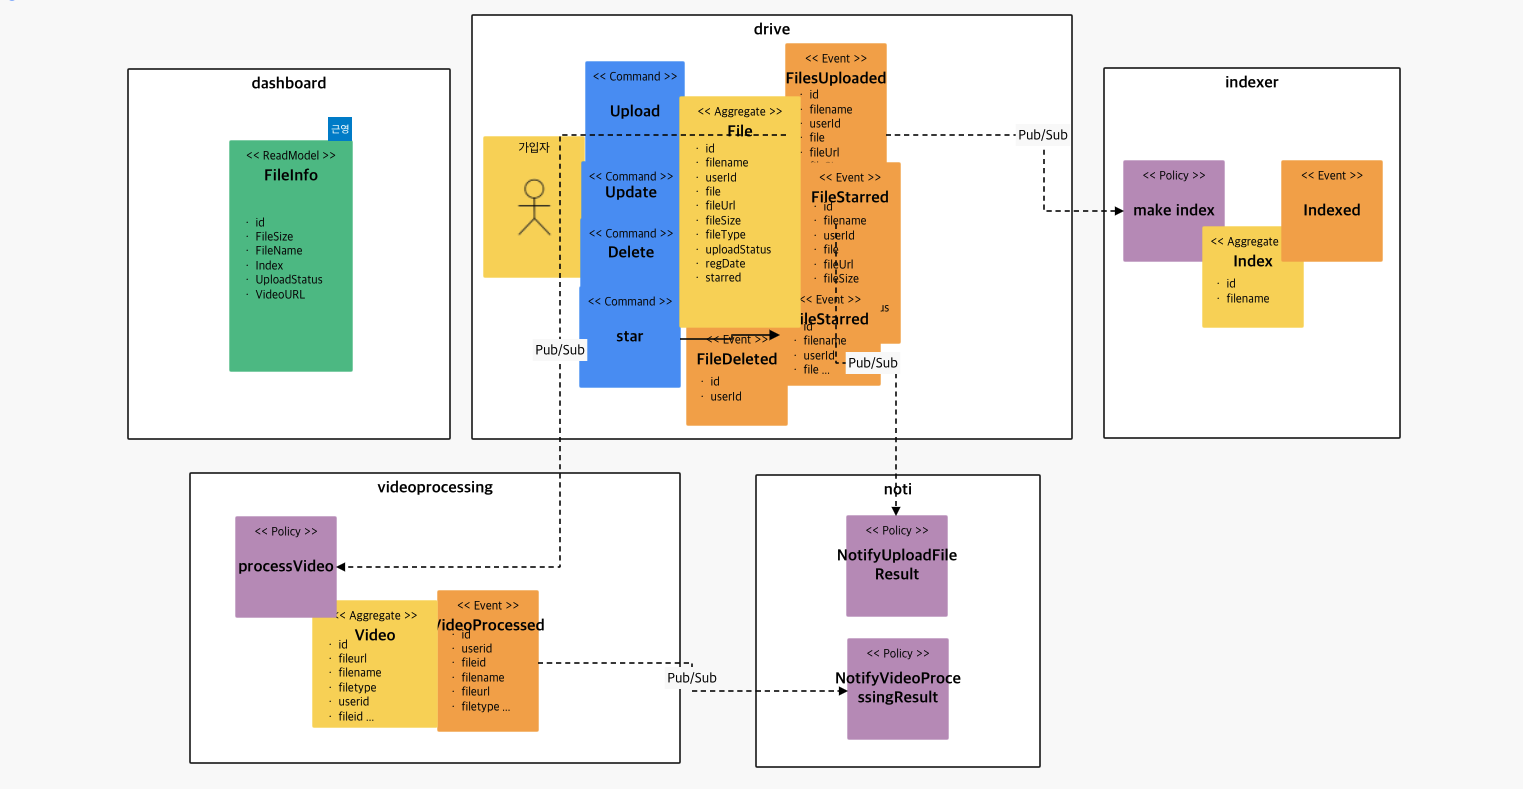 dashboard
근영
<< ReadModel >>
FileInfo
· id
· FileSize
· FileName
· Index
· UploadStatus
· VideoURL
drive
가입자
<< Command >>
Upload
<< Command >>
Update
<< Command >>
Delete
<< Command >>
star
<< Aggregate >>
File
· id
· filename
· userId
· file
· fileUrl
· fileSize
· fileType
· uploadStatus
· regDate
· starred
<< Event >>
FilesUploaded
· id
· filename
· userId
· file
· fileUrl
<< Event >>
FileStarred
· id
· filename
· userId
· file
· fileUrl
· fileSize
us
<< Event >>
ileStarred
· id
· filename
· userId
· file ...
<< Event >>
FileDeleted
· id
· userId
Pub/Sub
Pub/Sub
Pub/Sub
indexer
<< Policy >>
make index
<< Aggregate
Index
· id
· filename
<< Event >>
Indexed
videoprocessing
<< Policy >>
processVideo
<< Aggregate >>
Video
· id
· fileurl
· filename
· filetype
· userid
· fileid ...
<< Event >>
VideoProcessed
· id
· userid
· fileid
· filename
· fileurl
· filetype ...
Pub/Sub
noti
<< Policy >>
NotifyUploadFile
Result
<< Policy >>
NotifyVideoProce
ssingResult